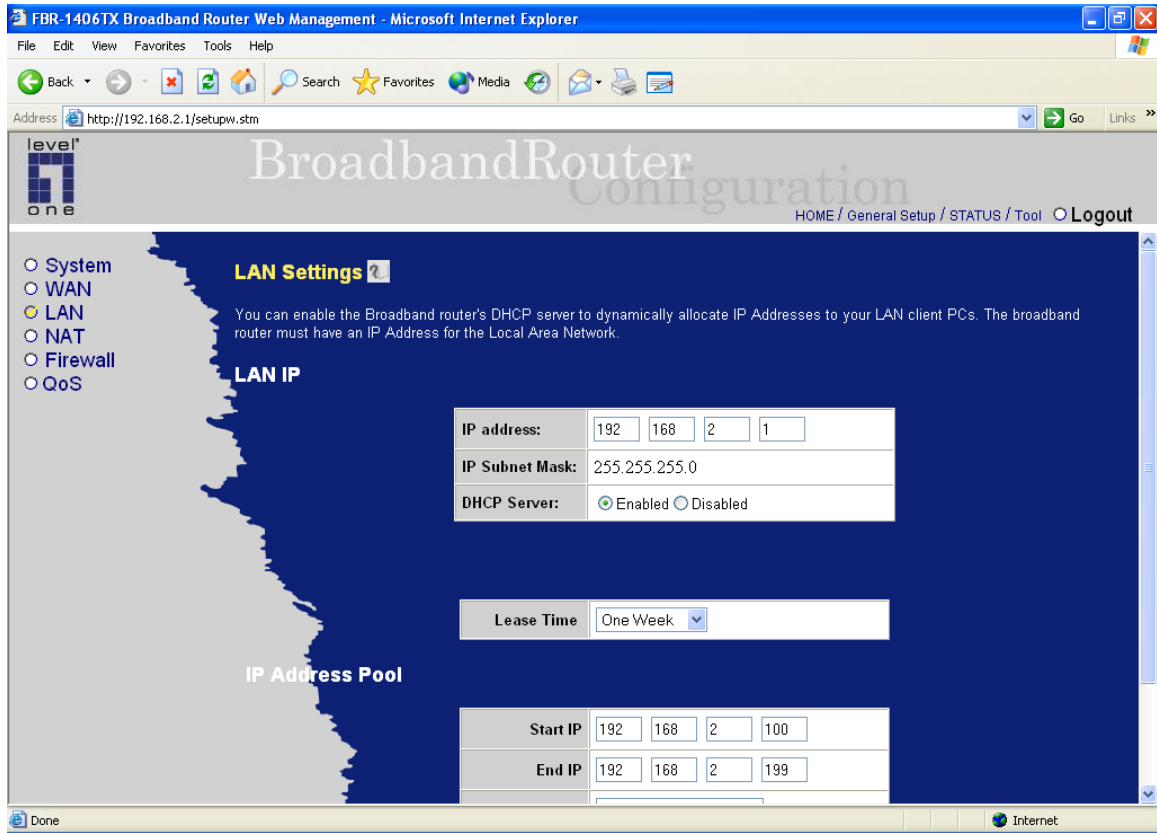 FBR-1406TX Broadband Router Web Management - Microsoft Internet Explorer
File Edit View Favorites Tools Help
Back Search Favorites Media
Address http://192.168.2.1/setupw.stm Go Links »
level
one
BroadbandRouter
Configuration
HOME / General Setup / STATUS / Tool Logout
System
WAN
LAN
NAT
Firewall
QoS
LAN Settings
You can enable the Broadband router's DHCP server to dynamically allocate IP Addresses to your LAN client PCs. The broadband
router must have an IP Address for the Local Area Network.
LAN IP
IP address: 192 168 2 1
IP Subnet Mask: 255.255.255.0
DHCP Server: Enabled Disabled
Lease Time One Week
IP Address Pool
Start IP 192 168 2 100
End IP 192 168 2 199
Done Internet